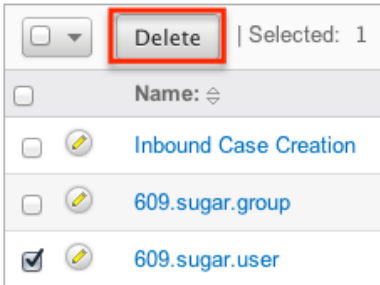 Delete | Selected: 1
Name:
Inbound Case Creation
609.sugar.group
609.sugar.user